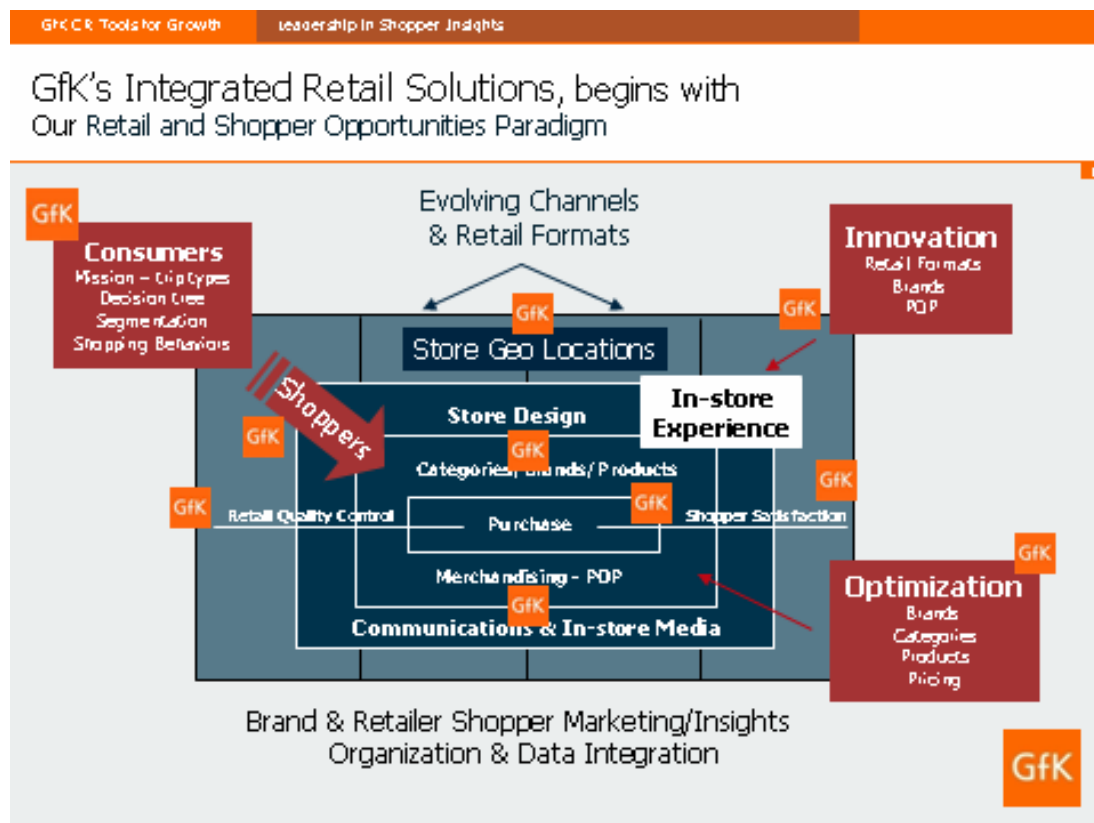 GfK CR Tools for Growth
Leadership in Shopper Insights
GfK's Integrated Retail Solutions, begins with
Our Retail and Shopper Opportunities Paradigm
GfK
Consumers
Mission – trip types
Decision tree
Segmentation
Shopping Behaviors
Evolving Channels
& Retail Formats
Innovation
Retail Formats
Brands
POP
GfK
GfK
Store Geo Locations
Shoppers
In-store
Experience
Store Design
GfK
GfK
Categories/Brands/Products
GfK
GfK
GfK
Retail Quality Control
Purchase
Shopper Satisfaction
Merchandising - POP
GfK
Communications & In-store Media
GfK
Optimization
Brands
Categories
Products
Pricing
Brand & Retailer Shopper Marketing/Insights
Organization & Data Integration
GfK